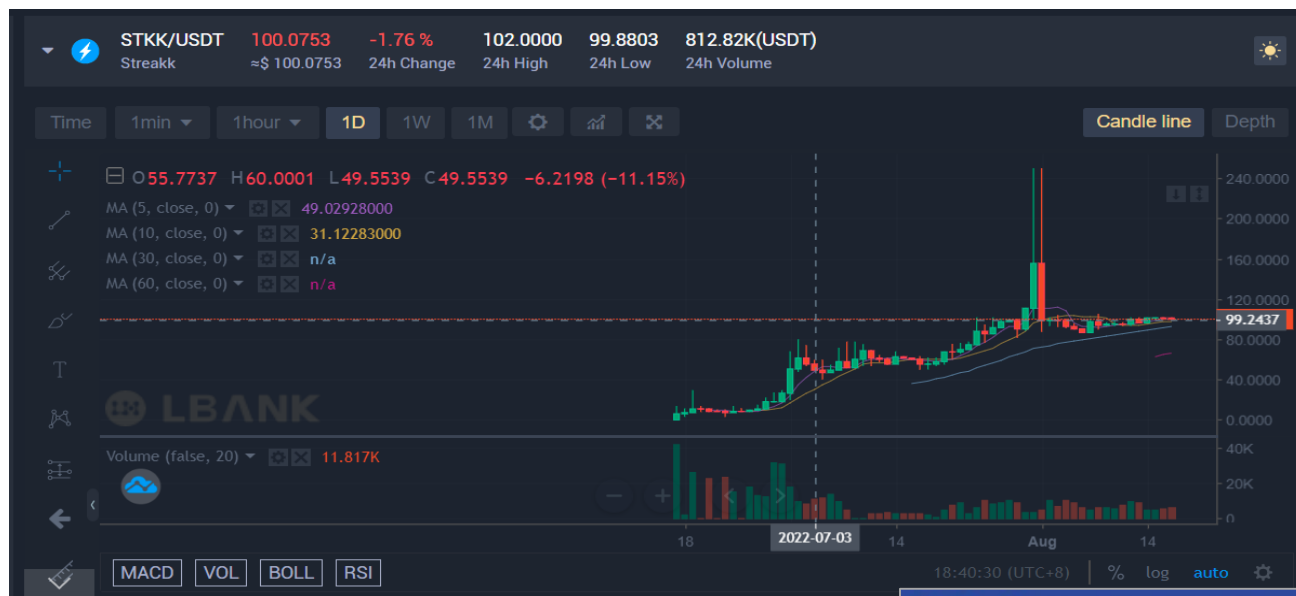 STKK/USDT 100.0753 -1.76 % 102.0000 99.8803 812.82K(USDT)
Streakk ≈$ 100.0753 24h Change 24h High 24h Low 24h Volume
Time 1min 1hour 1D 1W 1M Candle line Depth
O55.7737 H60.0001 L49.5539 C49.5539 -6.2198 (-11.15%)
MA (5, close, 0) 49.02928000
MA (10, close, 0) 31.12283000
MA (30, close, 0) n/a
MA (60, close, 0) n/a
240.0000
200.0000
160.0000
120.0000
99.2437
80.0000
40.0000
0.0000
LBANK
Volume (false, 20) 11.817K
40K
20K
0
18 2022-07-03 14 Aug 14
MACD VOL BOLL RSI 18:40:30 (UTC+8) % log auto